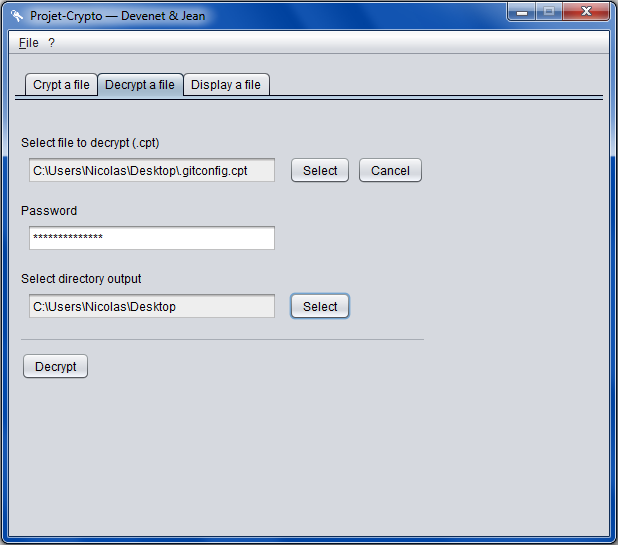 Projet-Crypto — Devenet & Jean
File ?
Crypt a file Decrypt a file Display a file
Select file to decrypt (.cpt)
C:\Users\Nicolas\Desktop\.gitconfig.cpt Select Cancel
Password
**************
Select directory output
C:\Users\Nicolas\Desktop Select
Decrypt